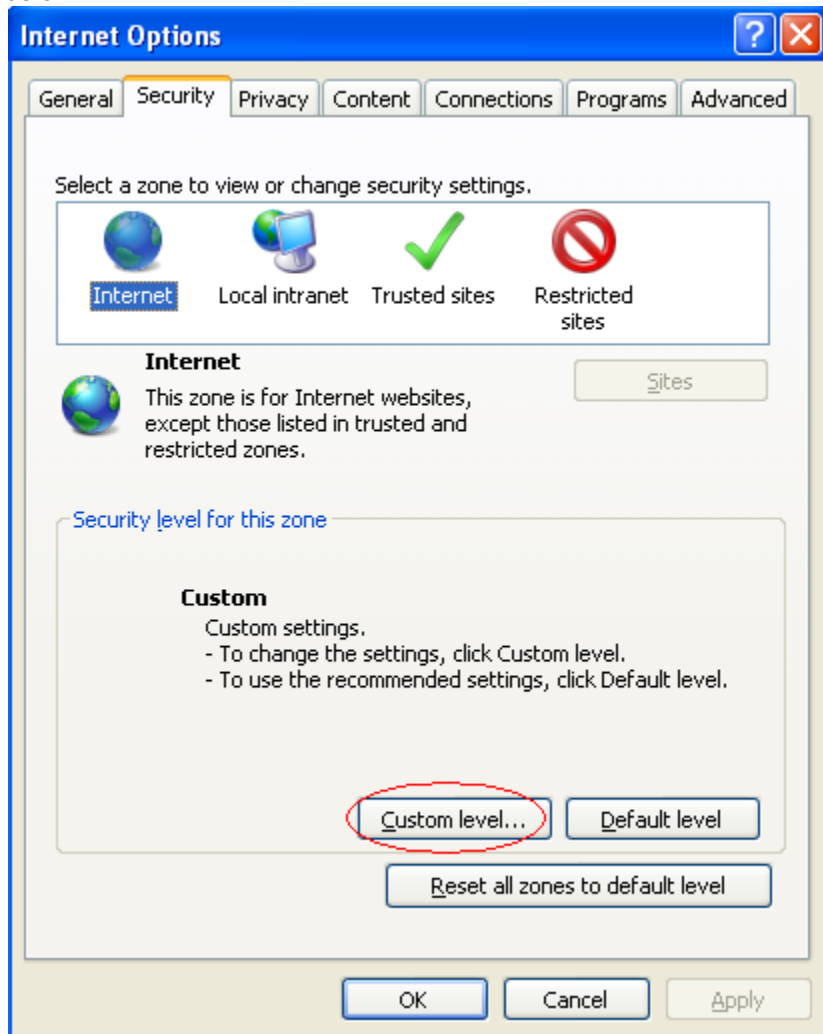 Internet Options
General Security Privacy Content Connections Programs Advanced
Select a zone to view or change security settings.
Internet Local intranet Trusted sites Restricted
sites
Internet
Sites
This zone is for Internet websites,
except those listed in trusted and
restricted zones.
Security level for this zone
Custom
Custom settings.
- To change the settings, click Custom level.
- To use the recommended settings, click Default level.
Custom level... Default level
Reset all zones to default level
OK Cancel Apply